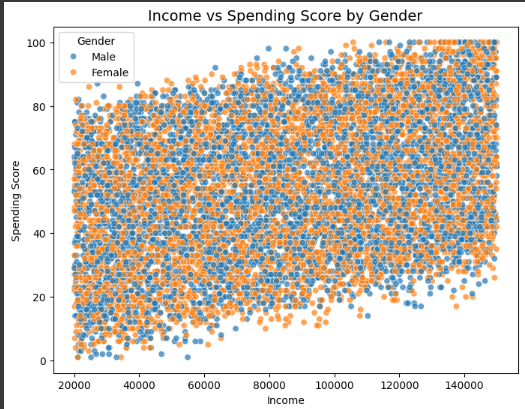 Income vs Spending Score by Gender
Gender
Male
Female
100
80
60
40
20
0
Spending Score
20000 40000 60000 80000 100000 120000 140000
Income